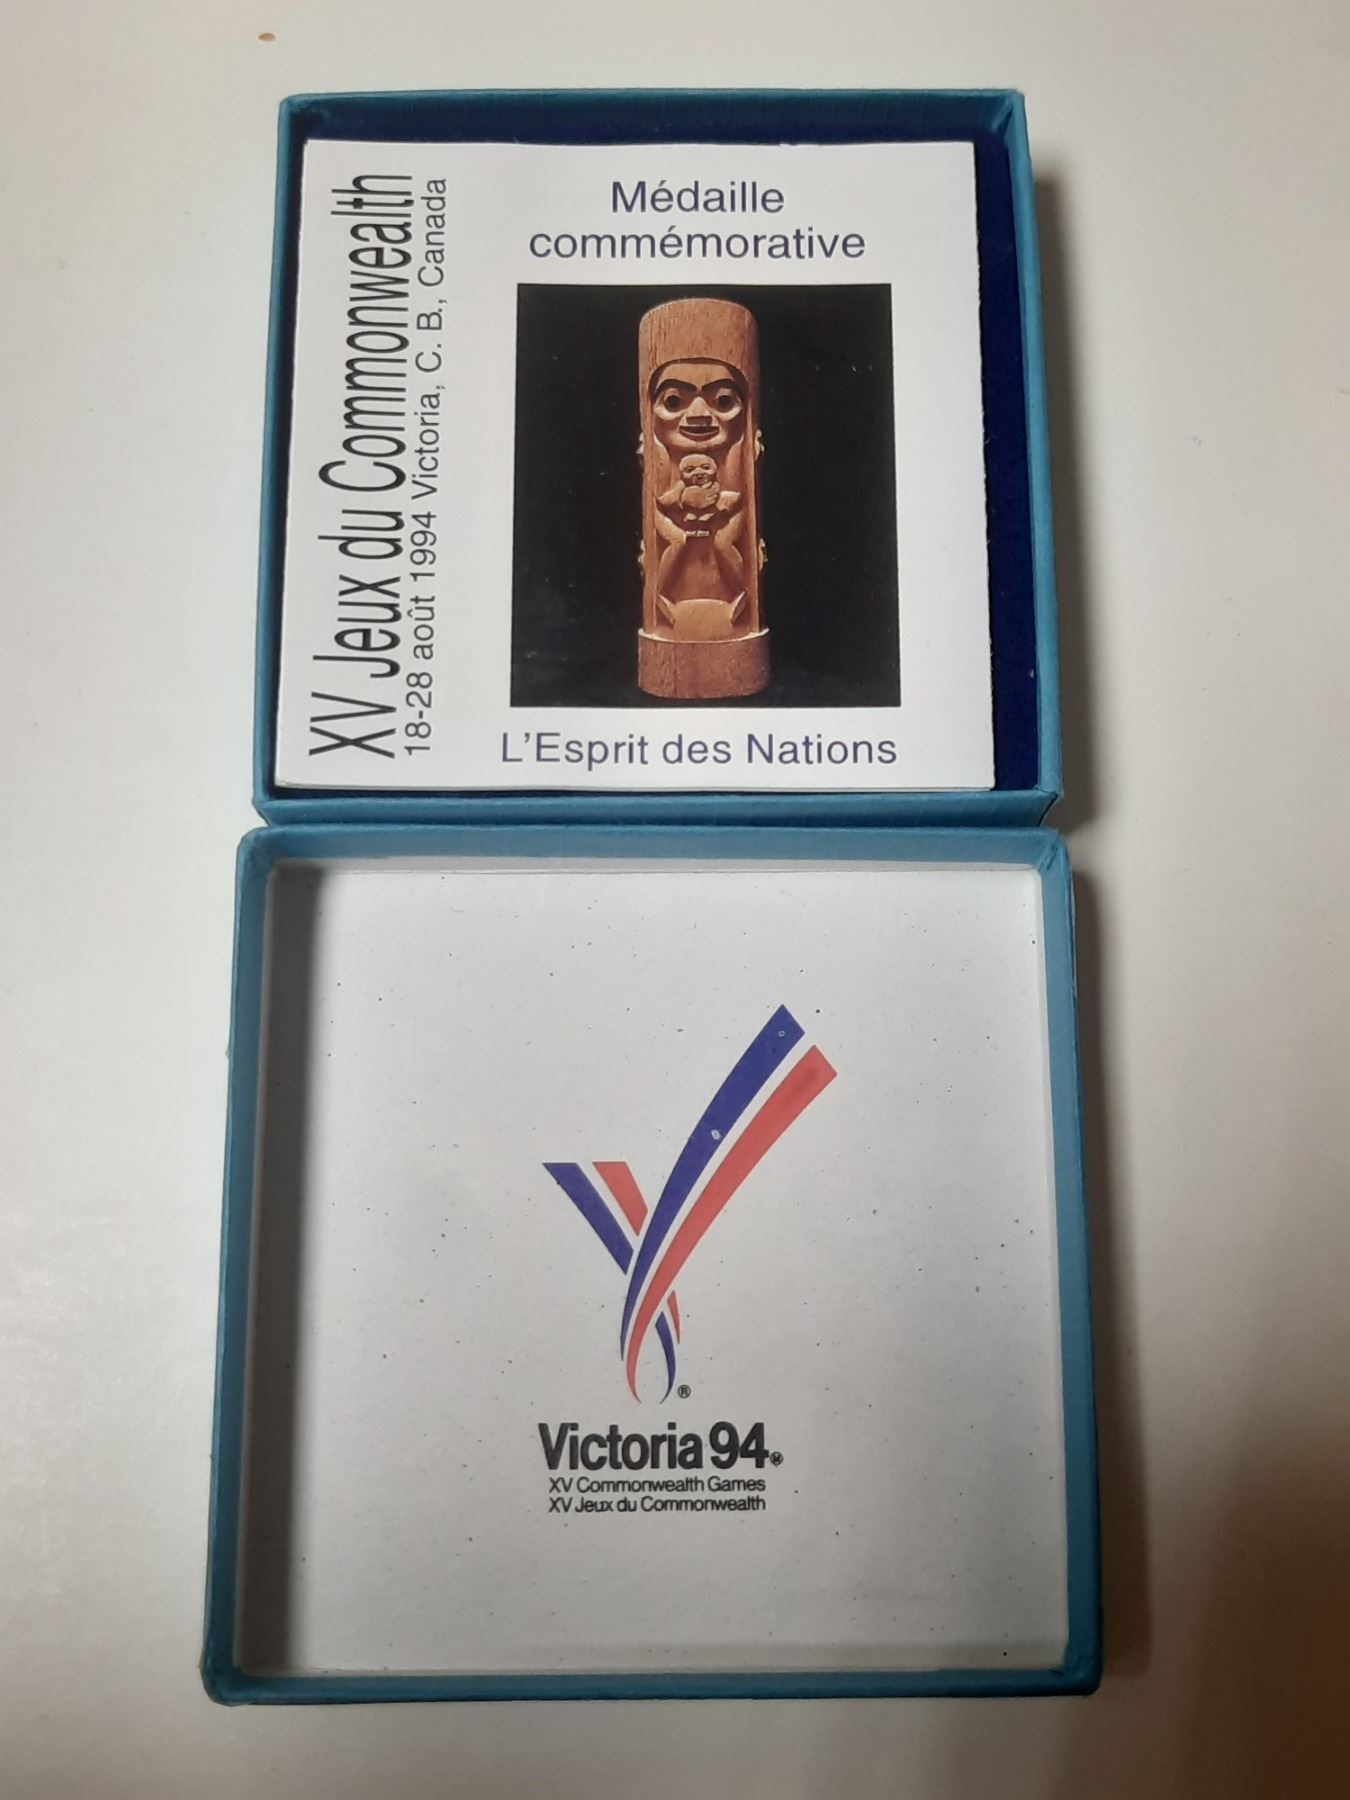 XV Jeux du Commonwealth
18-28 août 1994 Victoria, C. B., Canada
Médaille
commémorative
L'Esprit des Nations
®
Victoria 94
XV Commonwealth Games
XV Jeux du Commonwealth